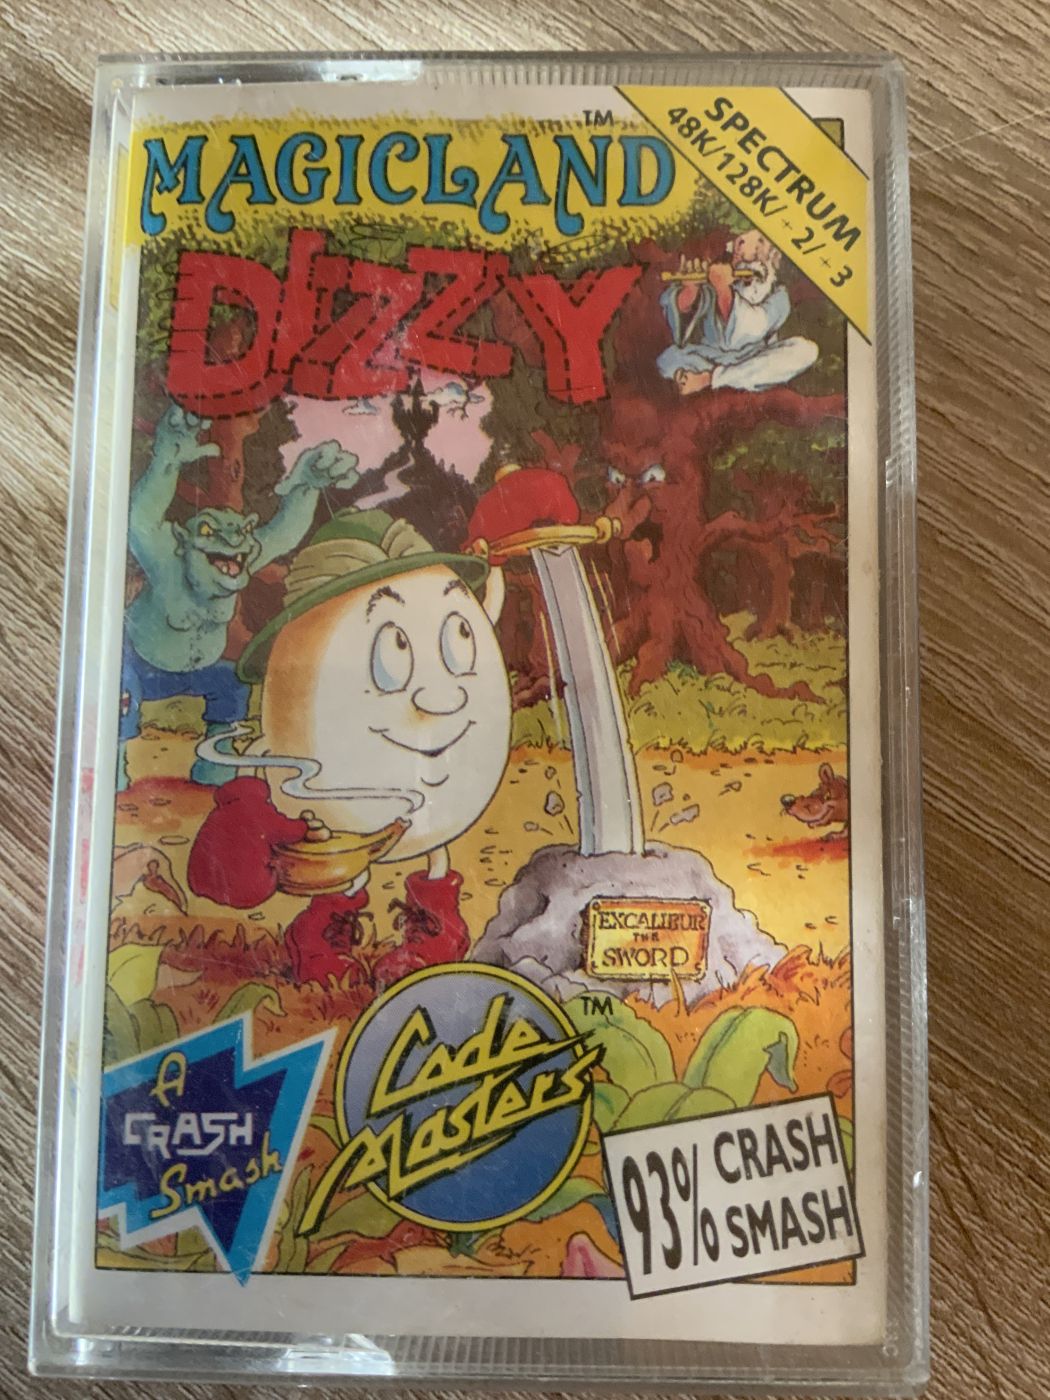 MAGICLAND TM
DIZZY
SPECTRUM
48K/128K/+2/+3
EXCALIBUR
THE
SWORD
A
CRASH
Smash
Code
Masters
TM
93% CRASH
SMASH